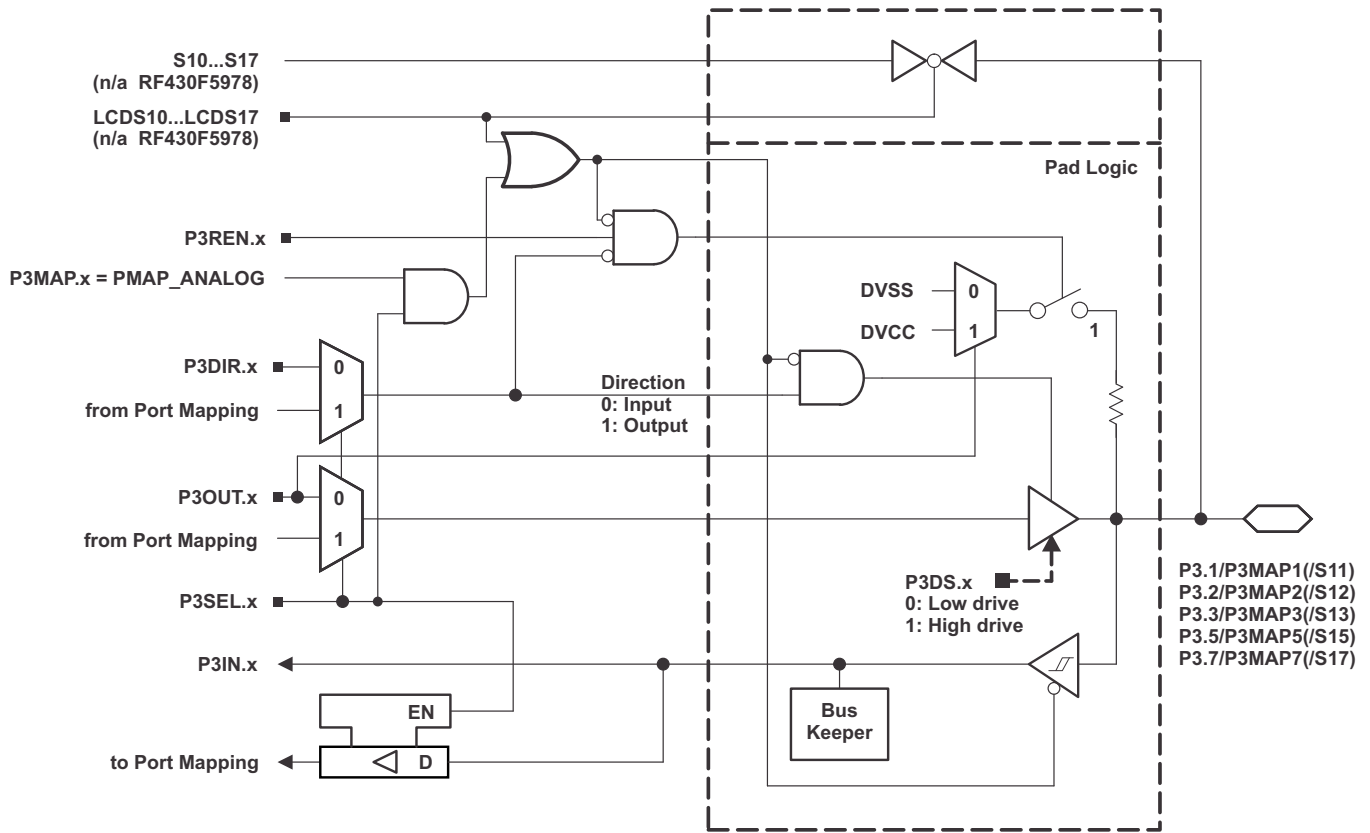 S10...S17
(n/a RF430F5978)
LCDS10...LCDS17
(n/a RF430F5978)
Pad Logic
P3REN.x
P3MAP.x = PMAP_ANALOG
DVSS
0
DVCC
1
1
P3DIR.x
0
from Port Mapping
1
Direction
0: Input
1: Output
P3OUT.x
0
from Port Mapping
1
P3DS.x
0: Low drive
1: High drive
P3.1/P3MAP1(/S11)
P3.2/P3MAP2(/S12)
P3.3/P3MAP3(/S13)
P3.5/P3MAP5(/S15)
P3.7/P3MAP7(/S17)
P3SEL.x
P3IN.x
EN
Bus
Keeper
to Port Mapping
D